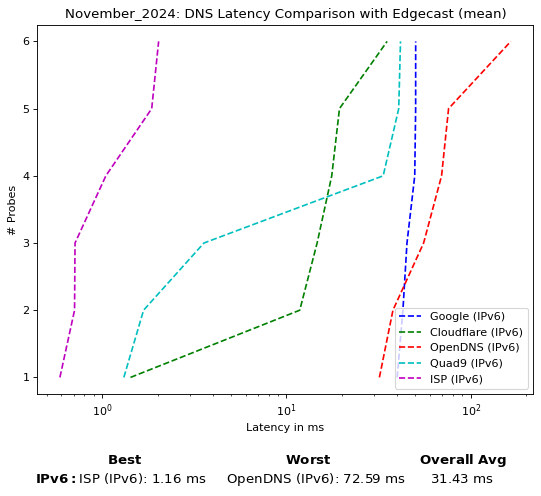 November_2024: DNS Latency Comparison with Edgecast (mean)
# Probes
6
5
4
3
2
1
Google (IPv6)
Cloudflare (IPv6)
OpenDNS (IPv6)
Quad9 (IPv6)
ISP (IPv6)
10⁰ 10¹ 10²
Latency in ms
Best Worst Overall Avg
IPv6: ISP (IPv6): 1.16 ms OpenDNS (IPv6): 72.59 ms 31.43 ms